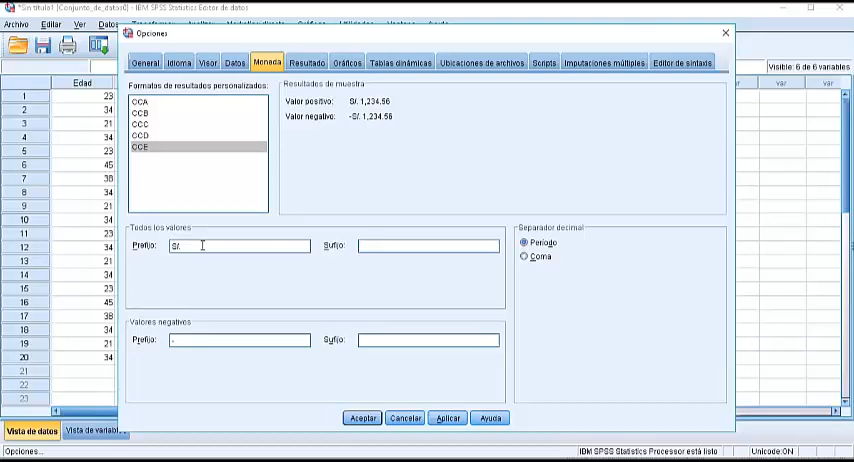 *Sin título1 [Conjunto_de_datos0] - IBM SPSS Statistics Editor de datos
Opciones
Archivo Editar Ver Datos
General Idioma Visor Datos Moneda Resultado Gráficos Tablas dinámicas Ubicaciones de archivos Scripts Imputaciones múltiples Editor de sintaxis
Visible: 6 de 6 variables
Formatos de resultados personalizados:
CCA
CCB
CCC
CCD
CCE
Resultados de muestra
Valor positivo: S/. 1,234.56
Valor negativo: -S/. 1,234.56
Todos los valores
Prefijo: S/. Sufijo:
Separador decimal
Periodo
Coma
Valores negativos
Prefijo: - Sufijo:
Aceptar Cancelar Aplicar Ayuda
Edad
var var
1 23
2 34
3 21
4 34
5 23
6 45
7 38
8 34
9 21
10 34
11 23
12 34
13 21
14 34
15 23
16 45
17 38
18 34
19 21
20 34
21
22
23
Vista de datos Vista de variables
Opciones... IBM SPSS Statistics Processor está listo Unicode:ON